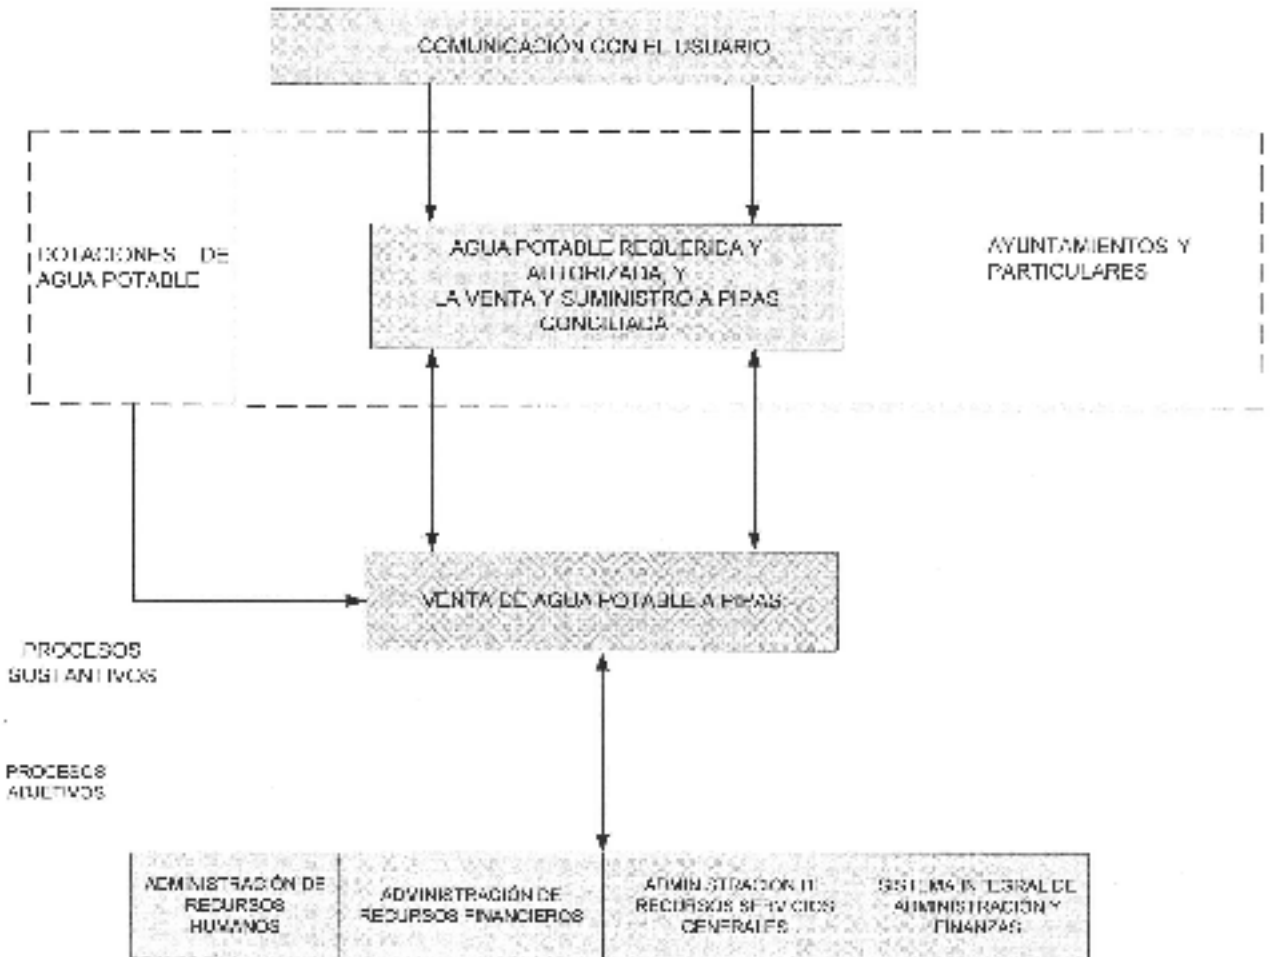 COMUNICACIÓN CON EL USUARIO
DOTACIONES DE
AGUA POTABLE
AGUA POTABLE REQUERIDA Y
AUTORIZADA, Y
LA VENTA Y SUMINISTRO A PIPAS
CONCILIADA
AYUNTAMIENTOS Y
PARTICULARES
VENTA DE AGUA POTABLE A PIPAS
PROCESOS
SUSTANTIVOS
PROCESOS
ADJETIVOS
ADMINISTRACIÓN DE
RECURSOS
HUMANOS
ADMINISTRACIÓN DE
RECURSOS FINANCIEROS
ADMINISTRACIÓN DE
RECURSOS SERVICIOS
GENERALES
SISTEMA INTEGRAL DE
ADMINISTRACIÓN Y
FINANZAS